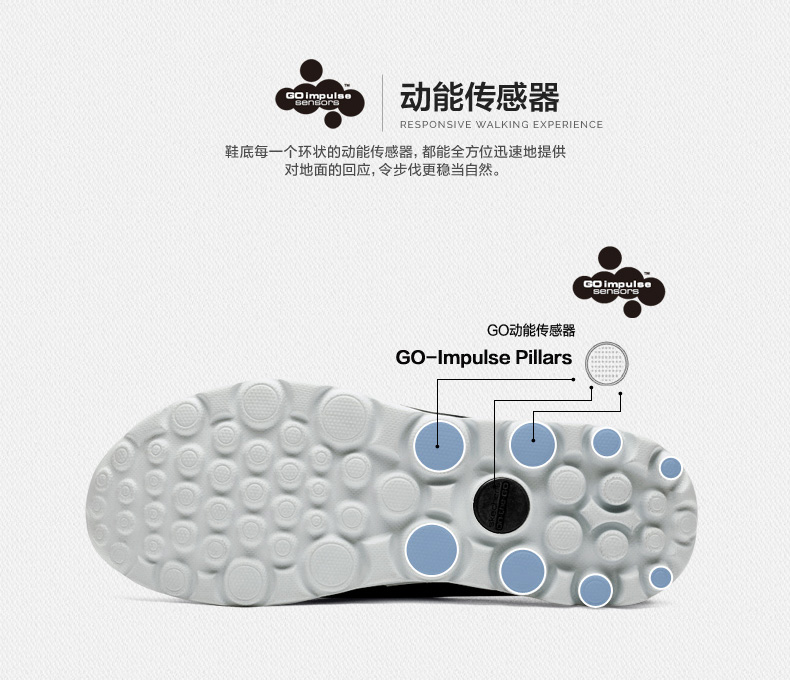 GO impulse
sensors
TM
动能传感器
RESPONSIVE WALKING EXPERIENCE
鞋底每一个环状的动能传感器, 都能全方位迅速地提供
对地面的回应, 令步伐更稳当自然。
GO impulse
sensors
TM
GO动能传感器
GO-Impulse Pillars